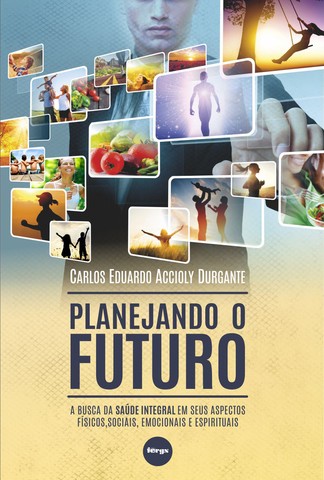 CARLOS EDUARDO ACCIOLY DURGANTE
PLANEJANDO O
FUTURO
A BUSCA DA SAÚDE INTEGRAL EM SEUS ASPECTOS
FÍSICOS,SOCIAIS, EMOCIONAIS E ESPIRITUAIS
fergs